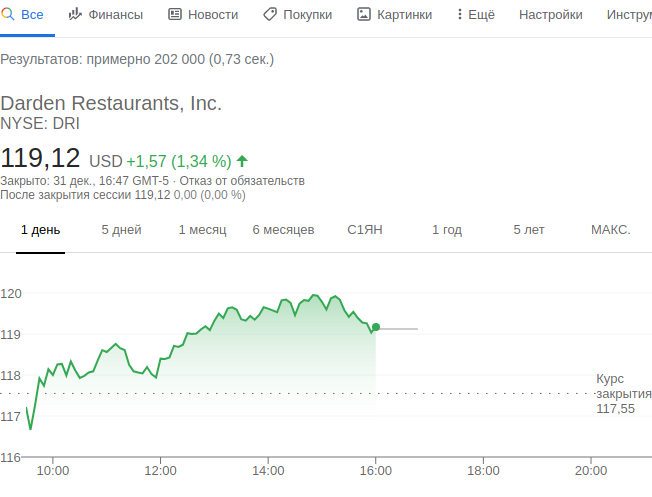 Все Финансы Новости Покупки Картинки Ещё Настройки Инструм
Результатов: примерно 202 000 (0,73 сек.)
Darden Restaurants, Inc.
NYSE: DRI
119,12 USD +1,57 (1,34 %)
Закрыто: 31 дек., 16:47 GMT-5 · Отказ от обязательств
После закрытия сессии 119,12 0,00 (0,00 %)
1 день 5 дней 1 месяц 6 месяцев С1ЯН 1 год 5 лет МАКС.
120
119
118
117
116
Курс
закрытия
117,55
10:00 12:00 14:00 16:00 18:00 20:00